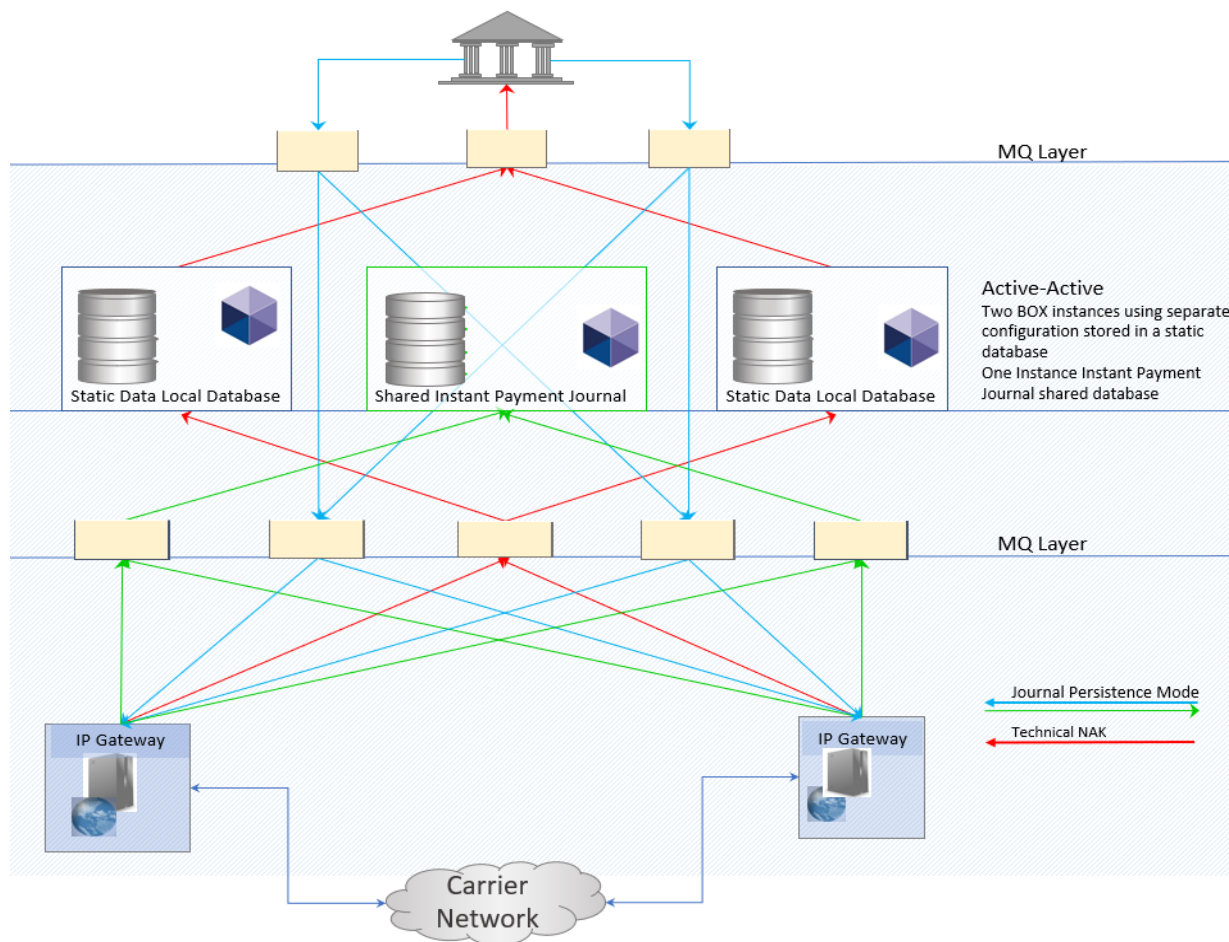 MQ Layer
Active-Active
Two BOX instances using separate
configuration stored in a static
database
One Instance Instant Payment
Journal shared database
Static Data Local Database
Shared Instant Payment Journal
Static Data Local Database
MQ Layer
Journal Persistence Mode
Technical NAK
IP Gateway
IP Gateway
Carrier
Network